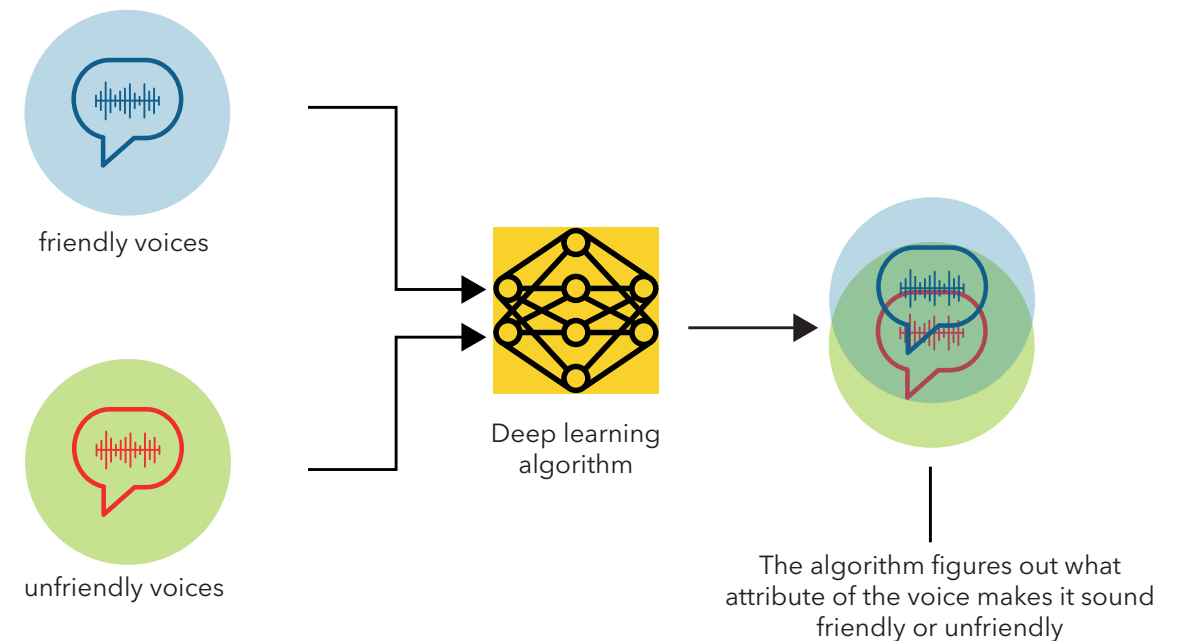 friendly voices
unfriendly voices
Deep learning
algorithm
The algorithm figures out what
attribute of the voice makes it sound
friendly or unfriendly